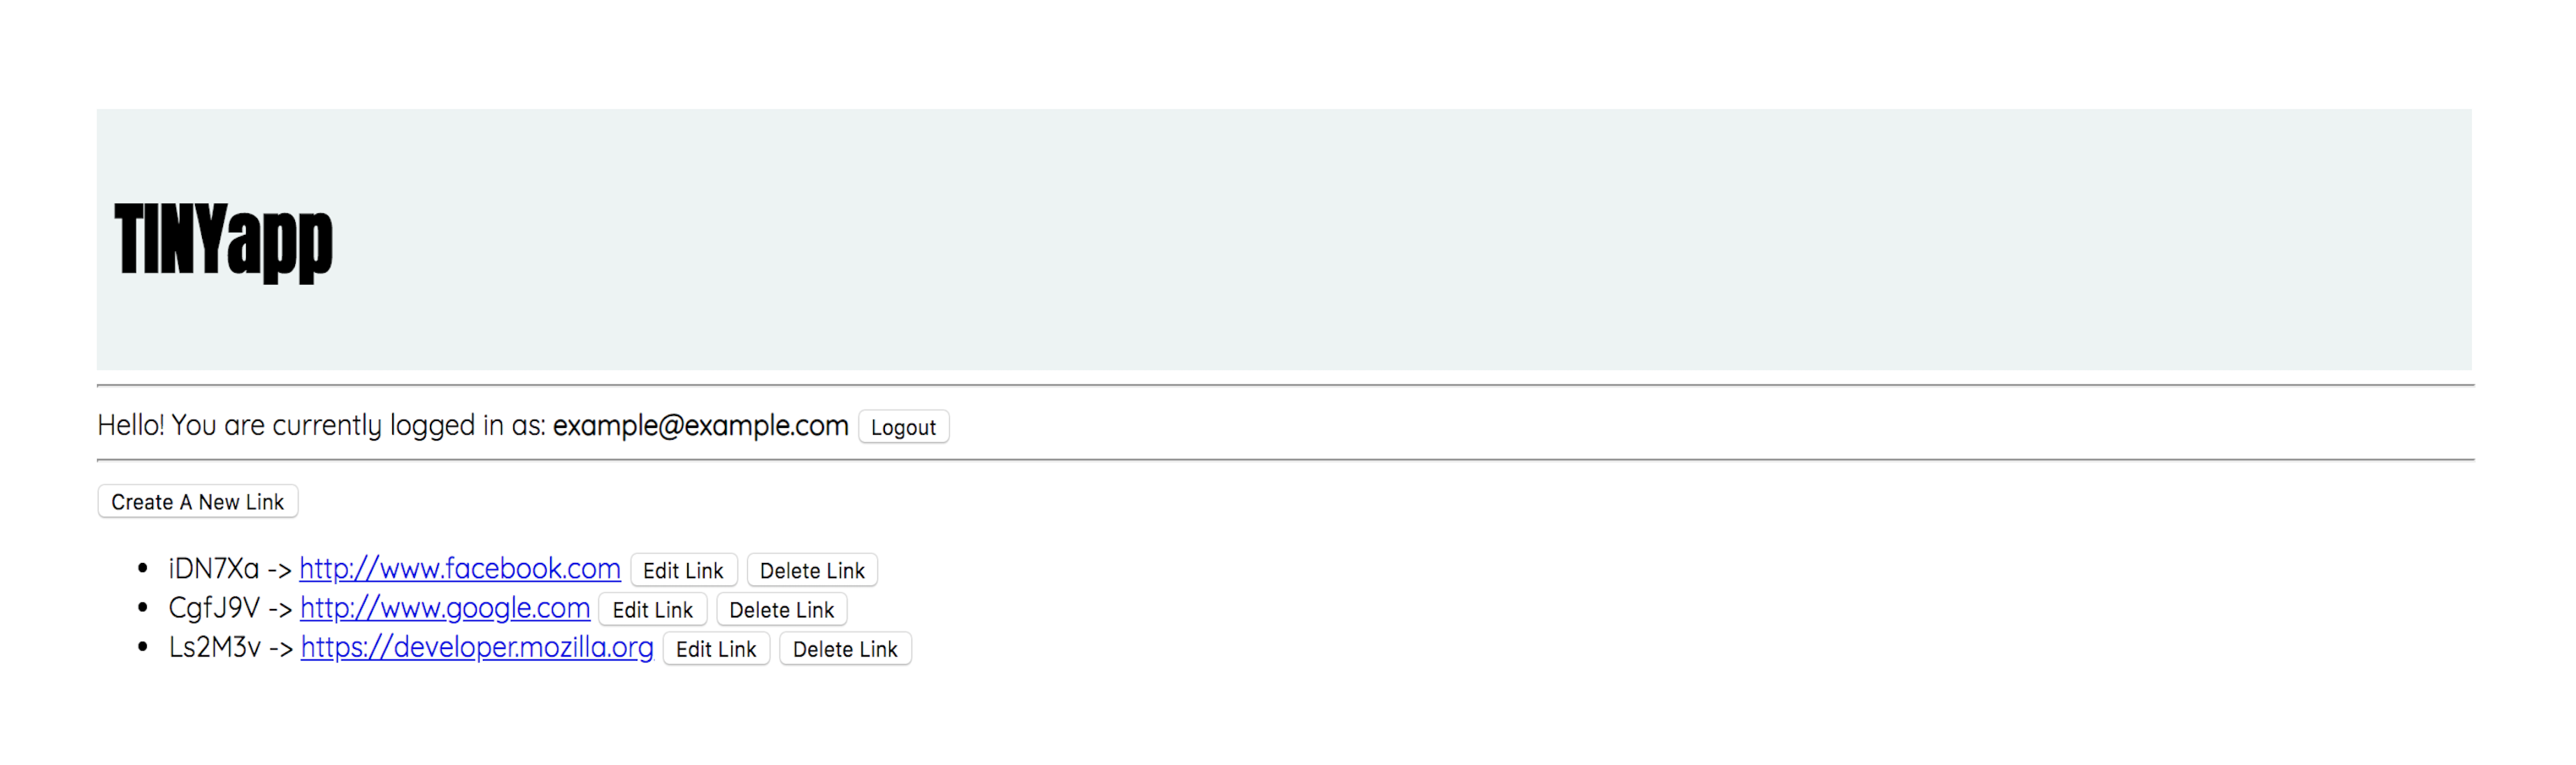 TINYapp
Hello! You are currently logged in as: example@example.com Logout
Create A New Link
• iDN7Xa -> http://www.facebook.com Edit Link Delete Link
• CgfJ9V -> http://www.google.com Edit Link Delete Link
• Ls2M3v -> https://developer.mozilla.org Edit Link Delete Link